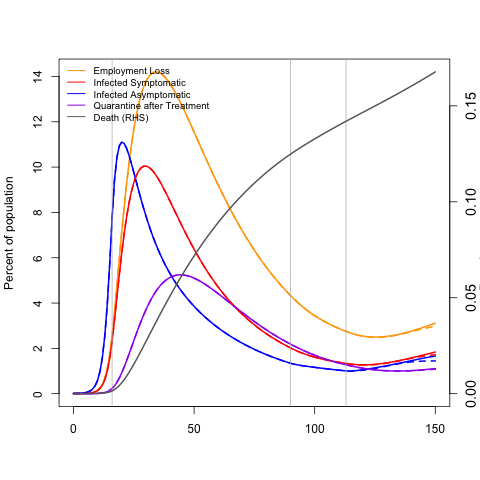 Employment Loss
Infected Symptomatic
Infected Asymptomatic
Quarantine after Treatment
Death (RHS)
Percent of population
14
12
10
8
6
4
2
0
0.15
0.10
0.05
0.00
0
50
100
150